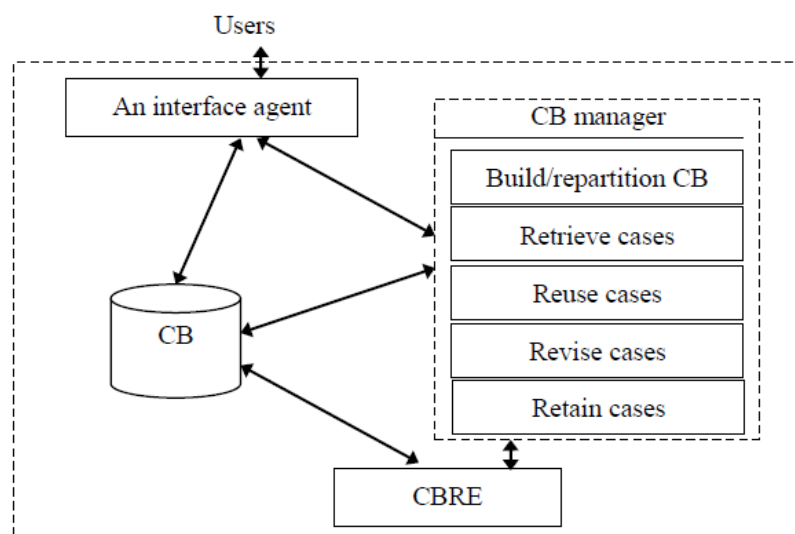 Users
An interface agent
CB manager
Build/repartition CB
Retrieve cases
Reuse cases
CB
Revise cases
Retain cases
CBRE